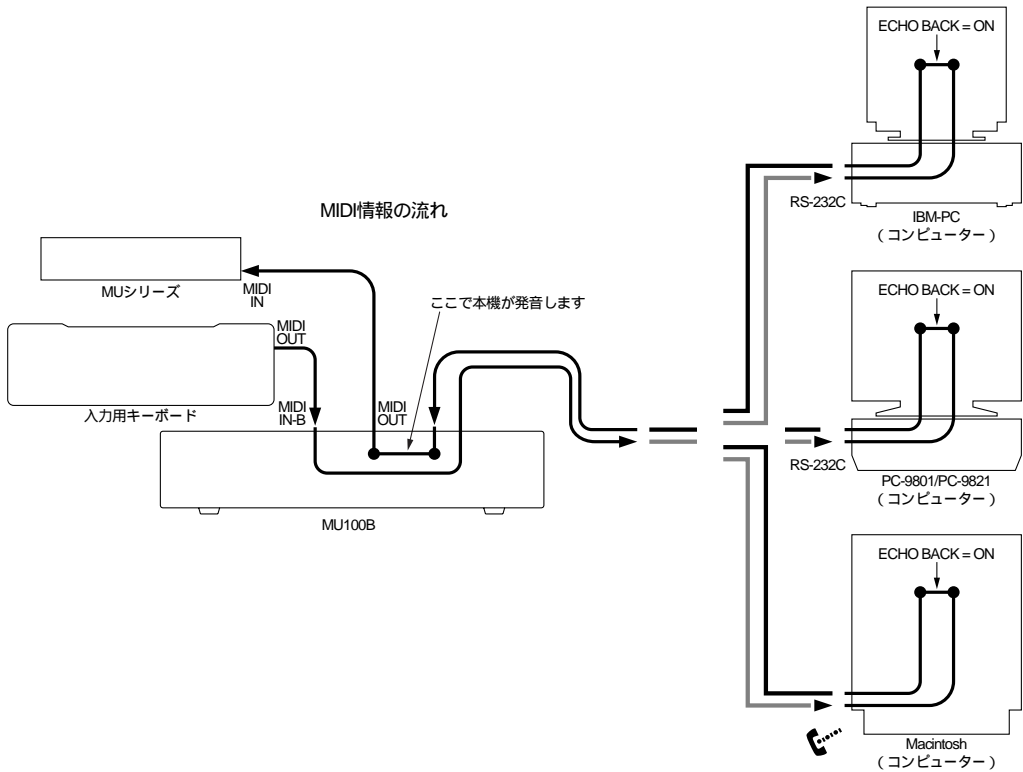 MIDI情報の流れ
MUシリーズ
MIDI
IN
ここで本機が発音します
MIDI
OUT
入力用キーボード
MIDI
IN-B
MIDI
OUT
MU100B
ECHO BACK = ON
RS-232C
IBM-PC
(コンピューター)
ECHO BACK = ON
RS-232C
PC-9801/PC-9821
(コンピューター)
ECHO BACK = ON
Macintosh
(コンピューター)